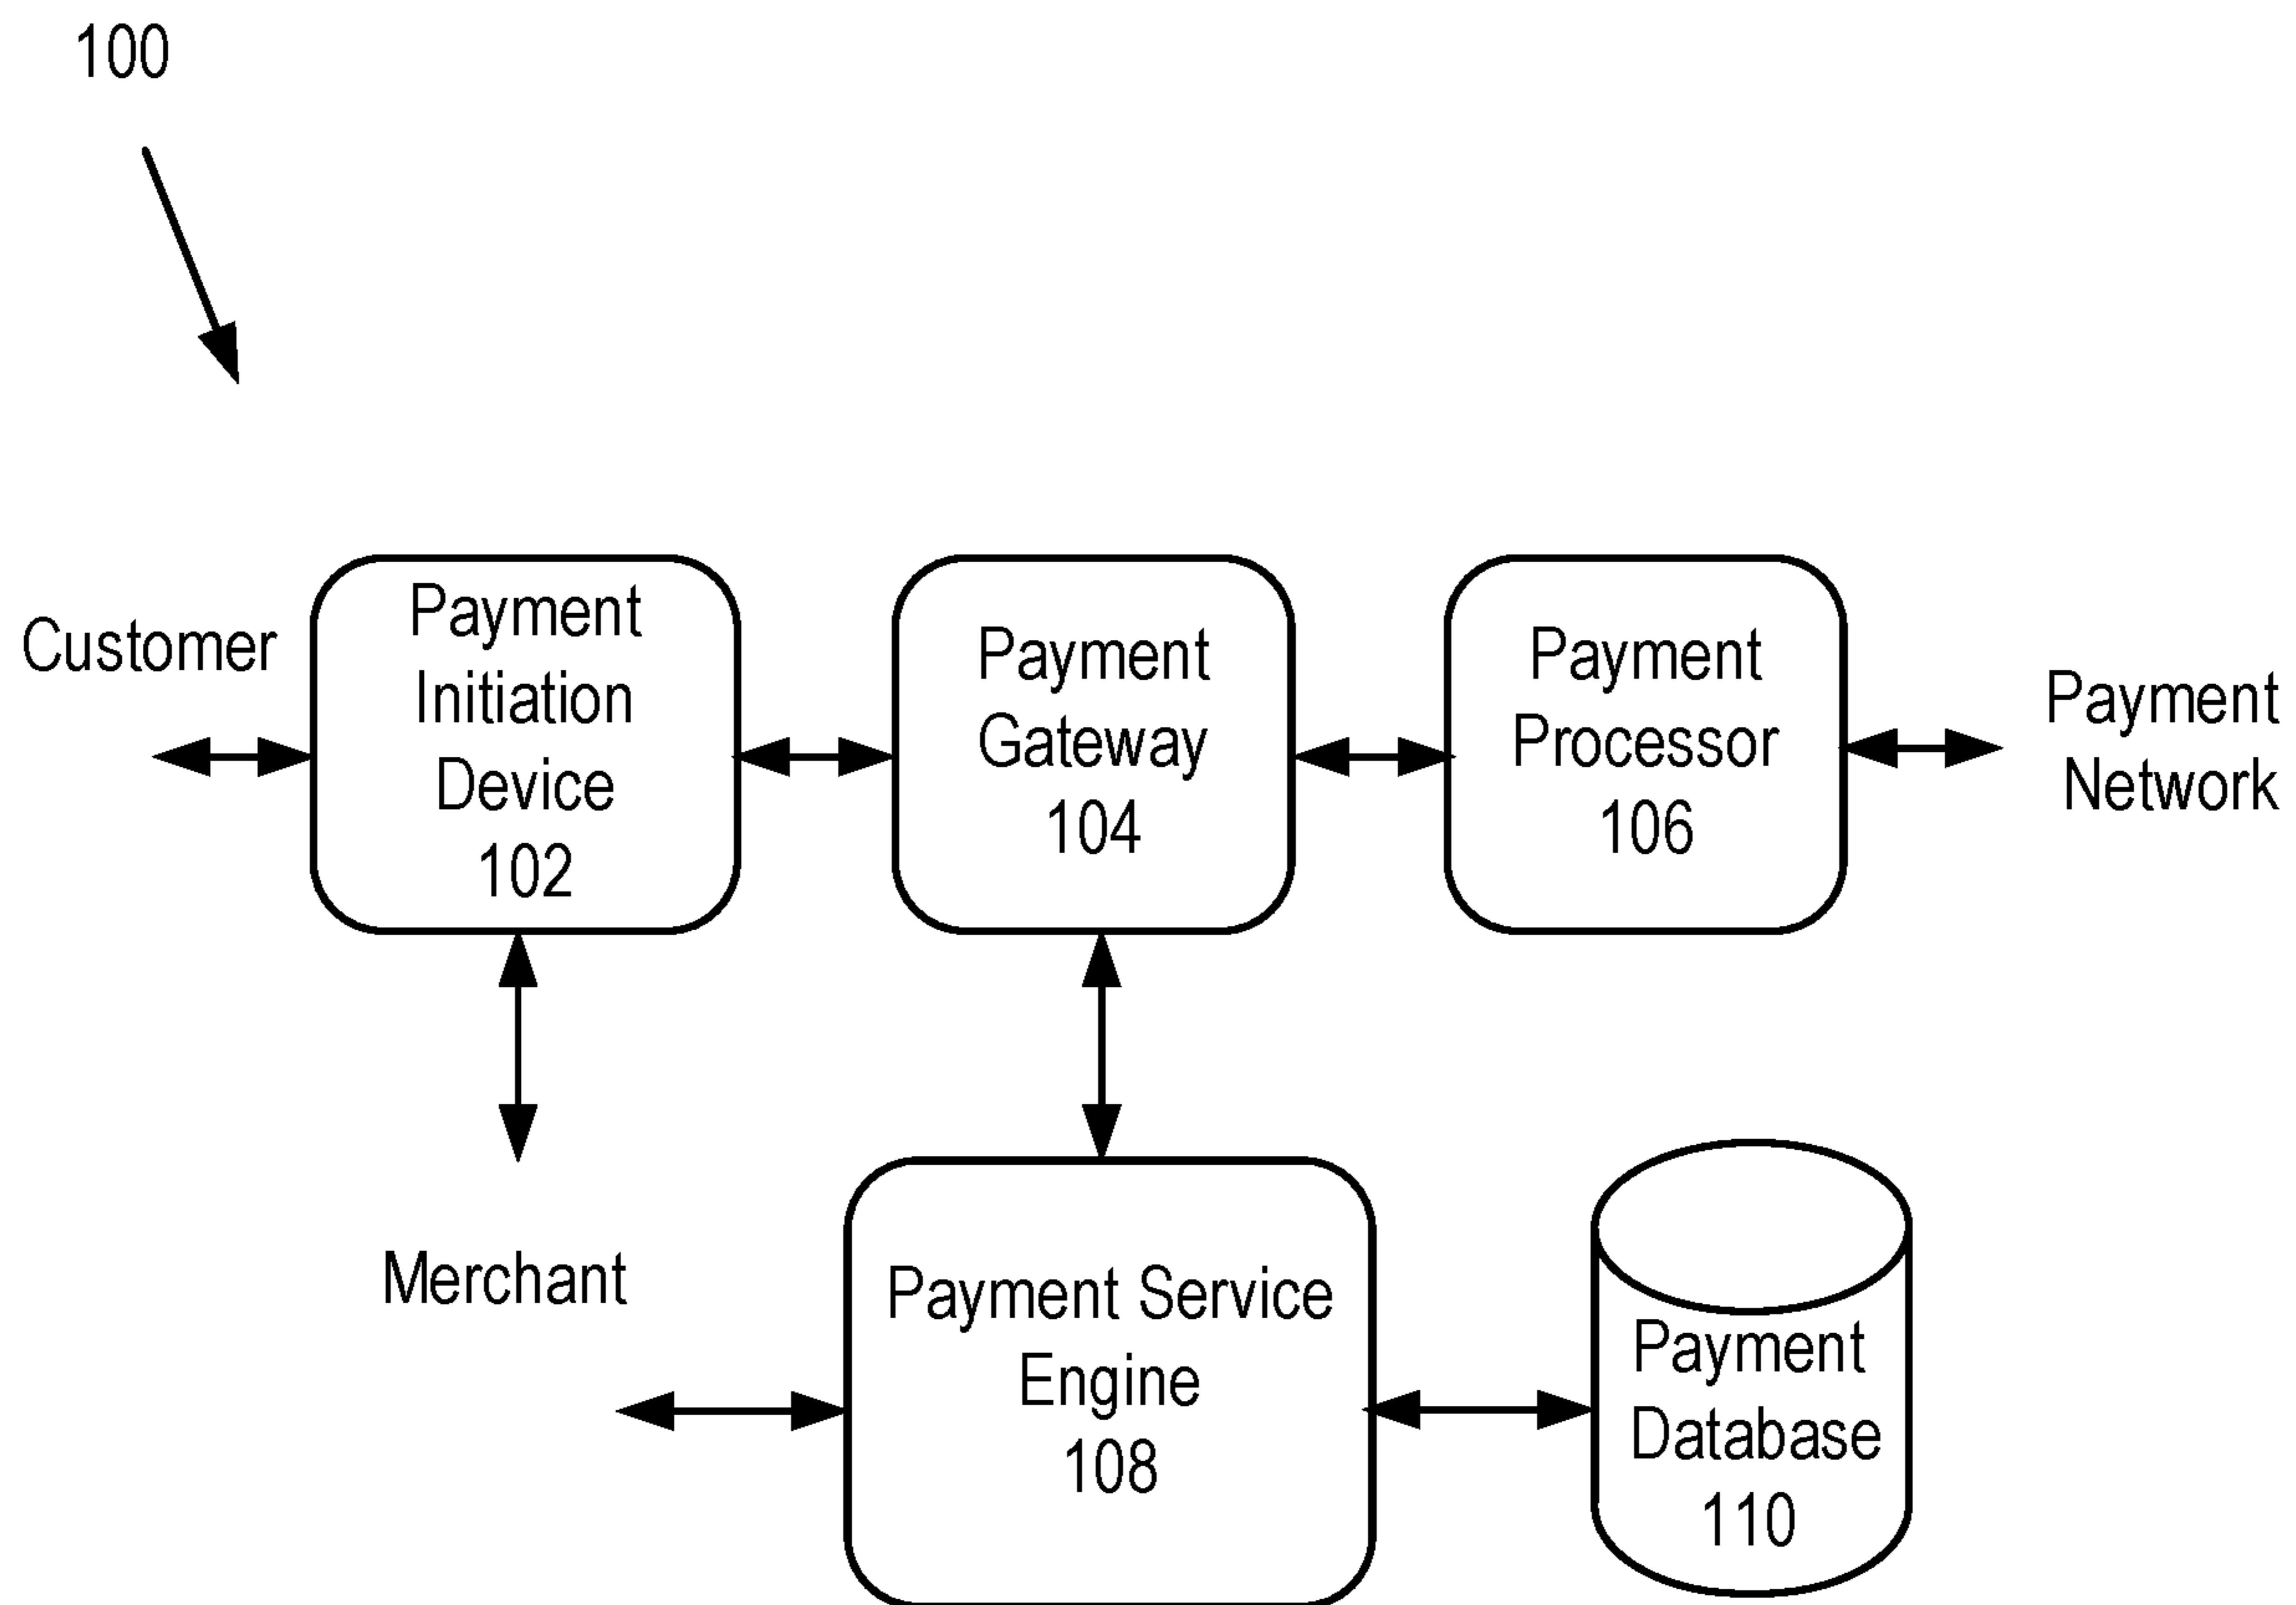 100
Customer
Payment
Initiation
Device
102
Payment
Gateway
104
Payment
Processor
106
Payment
Network
Merchant
Payment Service
Engine
108
Payment
Database
110